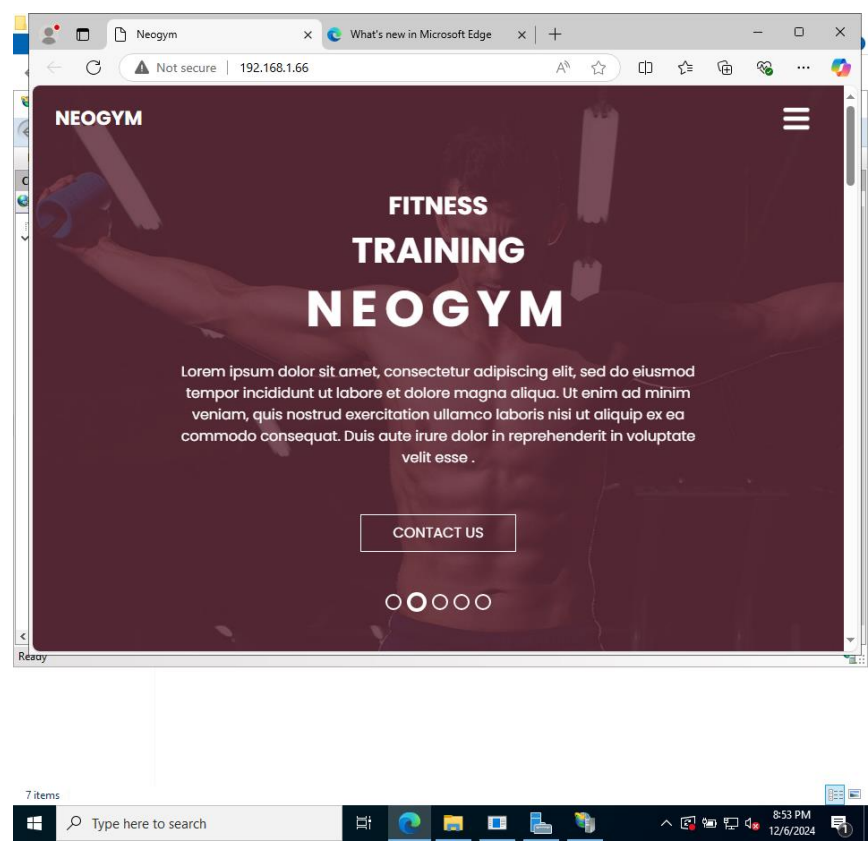 Neogym
What's new in Microsoft Edge
Not secure
192.168.1.66
NEOGYM
FITNESS
TRAINING
NEOGYM
Lorem ipsum dolor sit amet, consectetur adipiscing elit, sed do eiusmod
tempor incididunt ut labore et dolore magna aliqua. Ut enim ad minim
veniam, quis nostrud exercitation ullamco laboris nisi ut aliquip ex ea
commodo consequat. Duis aute irure dolor in reprehenderit in voluptate
velit esse .
CONTACT US
Ready
7 items
Type here to search
8:53 PM
12/6/2024
1